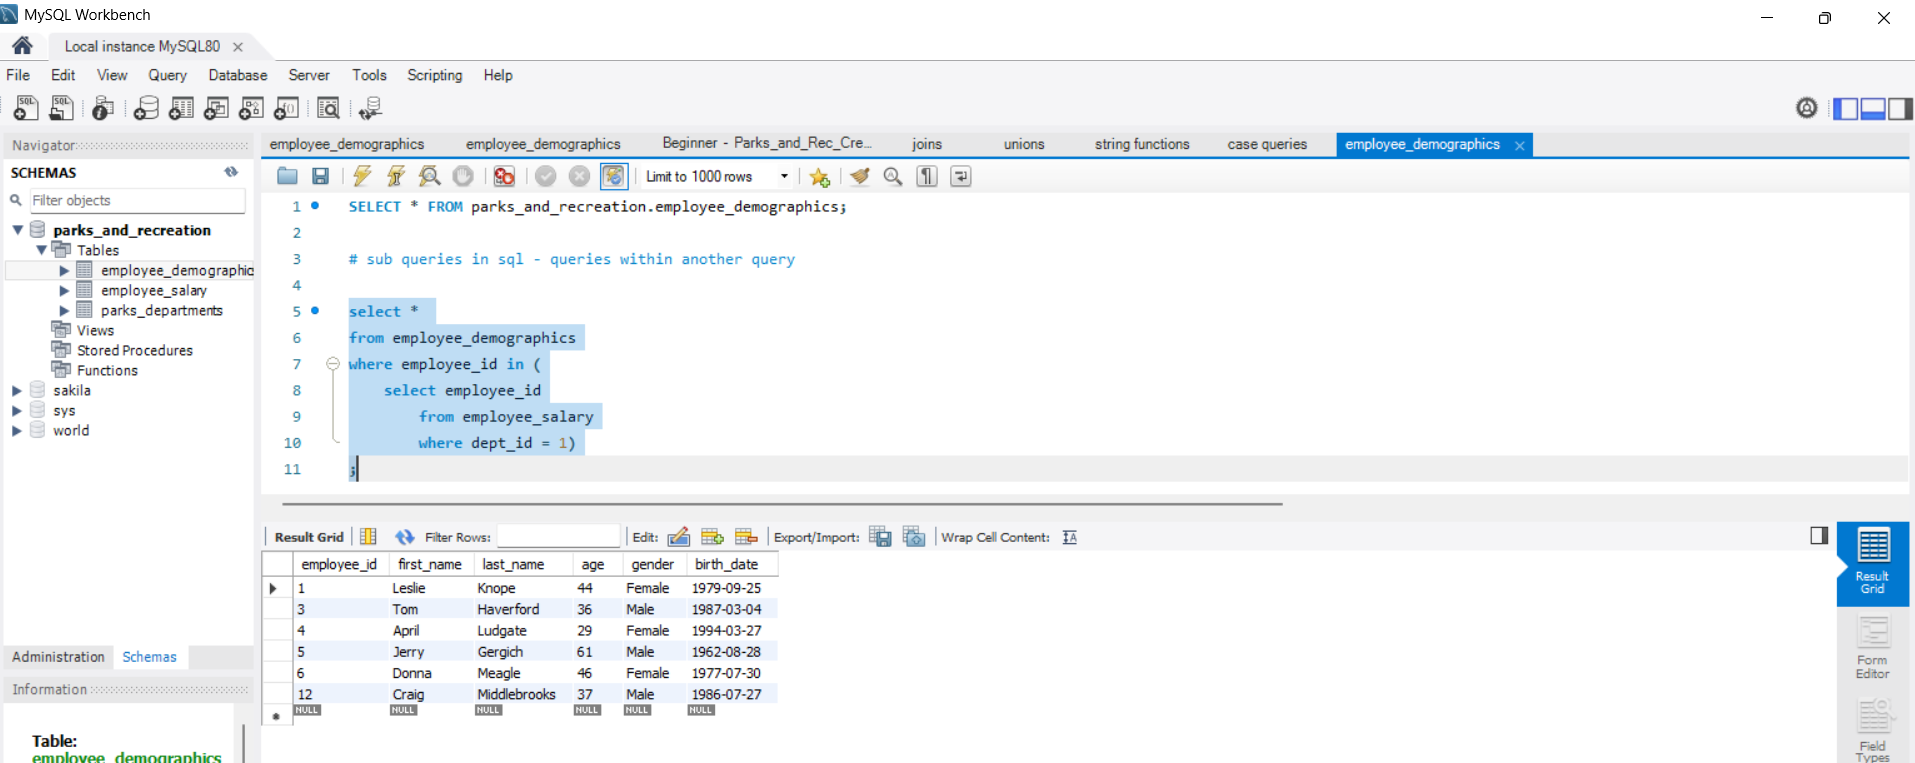 MySQL Workbench
Local instance MySQL80
File Edit View Query Database Server Tools Scripting Help
Navigator
SCHEMAS
Filter objects
parks_and_recreation
Tables
employee_demographic
employee_salary
parks_departments
Views
Stored Procedures
Functions
sakila
sys
world
Administration Schemas
Information
Table:
employee_demographics
employee_demographics employee_demographics Beginner - Parks_and_Rec_Cre... joins unions string functions case queries employee_demographics
Limit to 1000 rows
1 SELECT * FROM parks_and_recreation.employee_demographics;
2
3 # sub queries in sql - queries within another query
4
5 select *
6 from employee_demographics
7 where employee_id in (
8 select employee_id
9 from employee_salary
10 where dept_id = 1)
11 ;
Result Grid Filter Rows: Edit: Export/Import: Wrap Cell Content:
employee_id first_name last_name age gender birth_date
1 Leslie Knope 44 Female 1979-09-25
3 Tom Haverford 36 Male 1987-03-04
4 April Ludgate 29 Female 1994-03-27
5 Jerry Gergich 61 Male 1962-08-28
6 Donna Meagle 46 Female 1977-07-30
12 Craig Middlebrooks 37 Male 1986-07-27
NULL NULL NULL NULL NULL NULL
Result
Grid
Form
Editor
Field
Types